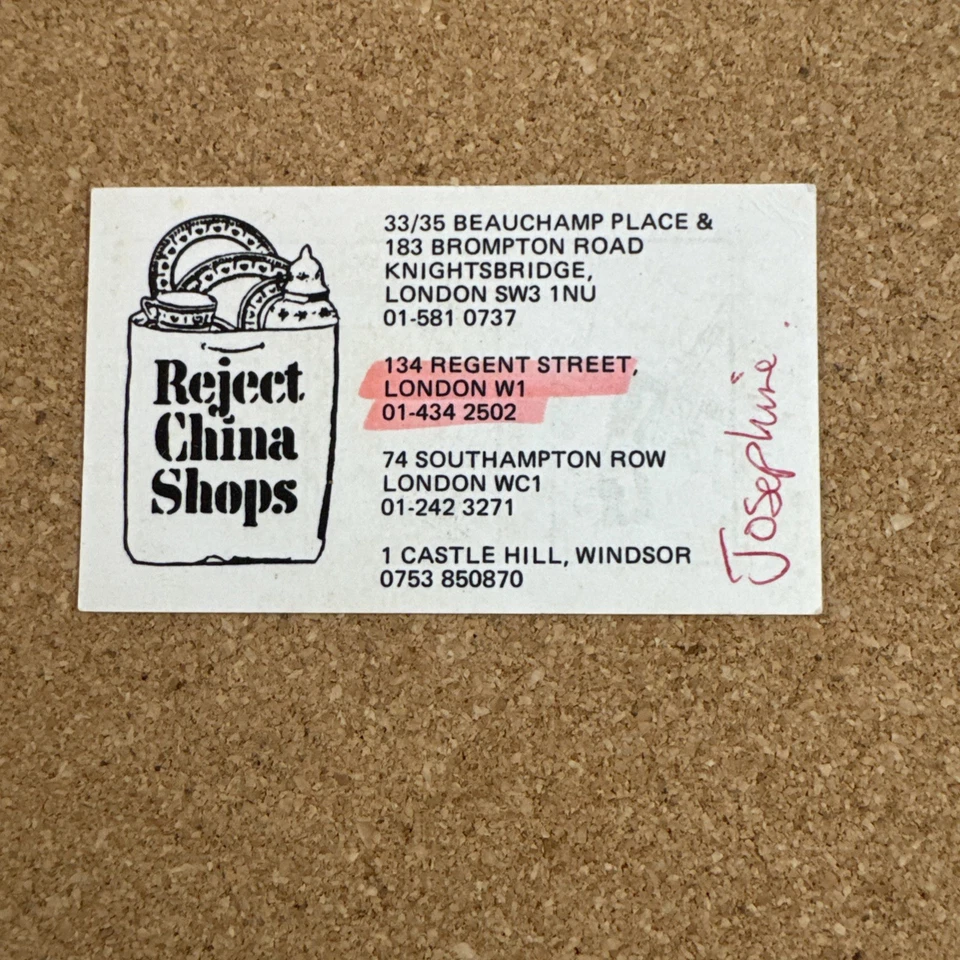 Reject
China
Shops
33/35 BEAUCHAMP PLACE &
183 BROMPTON ROAD
KNIGHTSBRIDGE,
LONDON SW3 1NU
01-581 0737
134 REGENT STREET,
LONDON W1
01-434 2502
74 SOUTHAMPTON ROW
LONDON WC1
01-242 3271
1 CASTLE HILL, WINDSOR
0753 850870
Josephine.